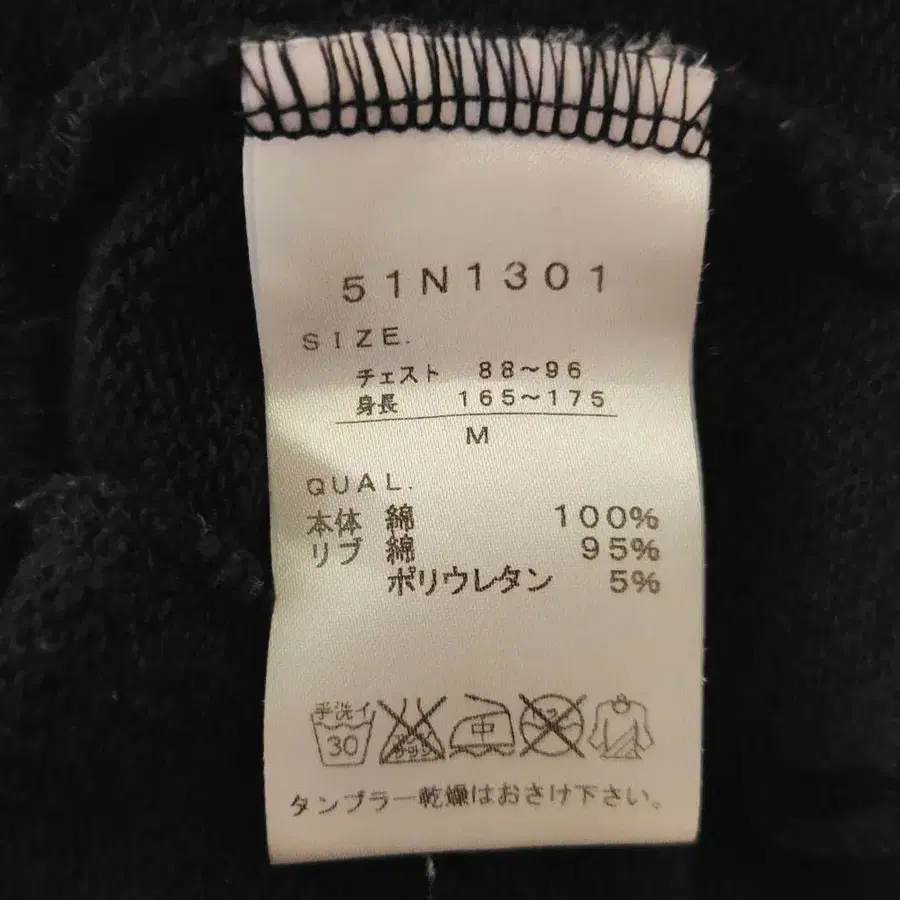 51N1301
SIZE.
チェスト 88~96
身長 165~175
M
QUAL.
本体 綿 100%
リブ 綿 95%
ポリウレタン 5%
手洗イ
30
中
タンブラー乾燥はおさけ下さい。